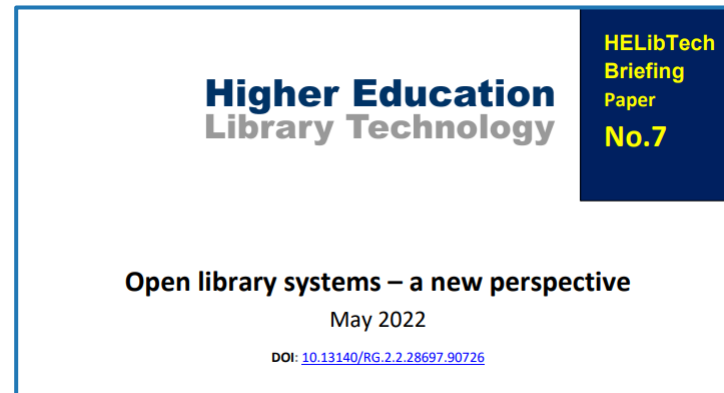 HELibTech
Briefing
Paper
No.7
Higher Education
Library Technology
Open library systems – a new perspective
May 2022
DOI: 10.13140/RG.2.2.28697.90726